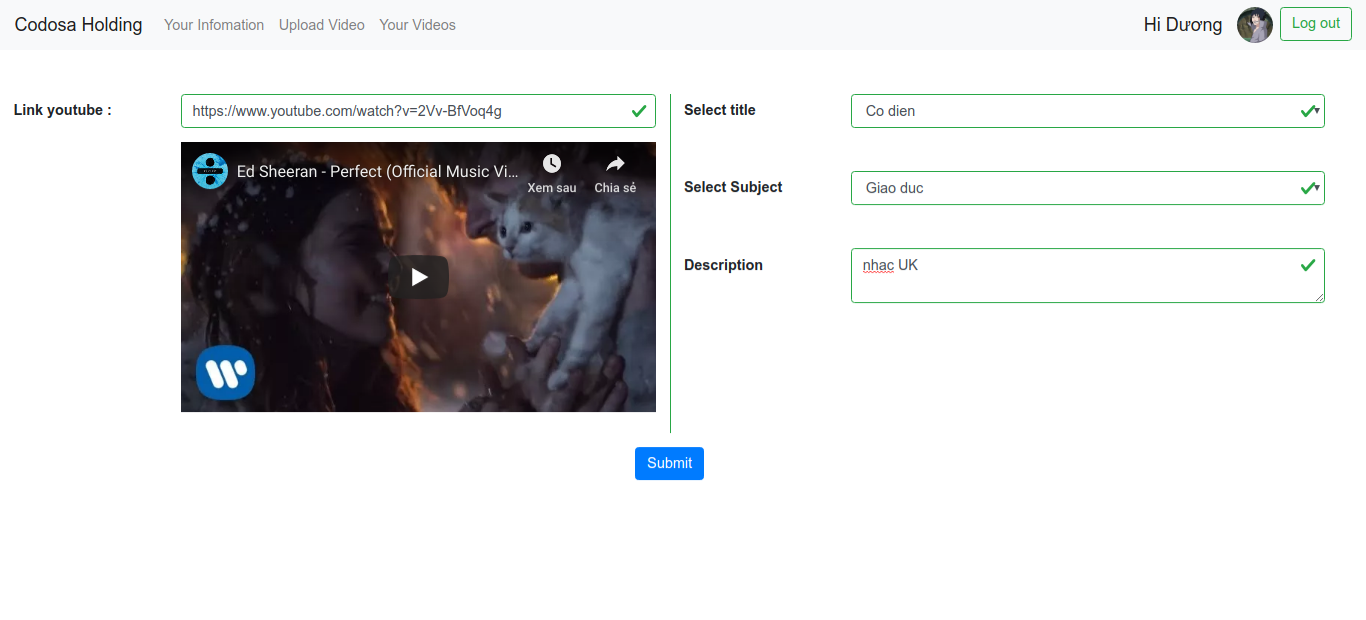 Codosa Holding Your Infomation Upload Video Your Videos Hi Dương Log out
Link youtube : https://www.youtube.com/watch?v=2Vv-BfVoq4g
Ed Sheeran - Perfect (Official Music Vi...
Xem sau Chia sẻ
Select title Co dien
Select Subject Giao duc
Description nhac UK
Submit